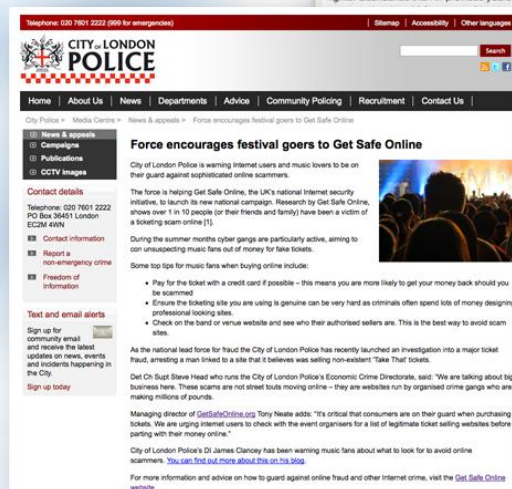 Telephone: 020 7601 2222 (999 for emergencies)
Sitemap | Accessibility | Other languages
CITY OF LONDON
POLICE
Search
Home | About Us | News | Departments | Advice | Community Policing | Recruitment | Contact Us |
City Police > Media Centre > News & appeals > Force encourages festival goers to Get Safe Online
News & appeals
Campaigns
Publications
CCTV images
Contact details
Telephone: 020 7601 2222
PO Box 36451 London
EC2M 4WN
Contact information
Report a
non-emergency crime
Freedom of
Information
Text and email alerts
Sign up for
community email
and receive the latest
updates on news, events
and incidents happening in
the City.
Sign up today
Force encourages festival goers to Get Safe Online
City of London Police is warning Internet users and music lovers to be on
their guard against sophisticated online scammers.
The force is helping Get Safe Online, the UK's national Internet security
initiative, to launch its new national campaign. Research by Get Safe Online,
shows over 1 in 10 people (or their friends and family) have been a victim of
a ticketing scam online [1].
During the summer months cyber gangs are particularly active, aiming to
con unsuspecting music fans out of money for fake tickets.
Some top tips for music fans when buying online include:
• Pay for the ticket with a credit card if possible – this means you are more likely to get your money back should you
be scammed
• Ensure the ticketing site you are using is genuine can be very hard as criminals often spend lots of money designing
professional looking sites.
• Check on the band or venue website and see who their authorised sellers are. This is the best way to avoid scam
sites.
As the national lead force for fraud the City of London Police has recently launched an investigation into a major ticket
fraud, arresting a man linked to a site that it believes was selling non-existent 'Take That' tickets.
Det Ch Supt Steve Head who runs the City of London Police's Economic Crime Directorate, said: "We are talking about big
business here. These scams are not street touts moving online – they are websites run by organised crime gangs who are
making millions of pounds.
Managing director of GetSafeOnline.org Tony Neate adds: "It's critical that consumers are on their guard when purchasing
tickets. We are urging internet users to check with the event organisers for a list of legitimate ticket selling websites before
parting with their money online."
City of London Police's DI James Clancey has been warning music fans about what to look for to avoid online
scammers. You can find out more about this on his blog.
For more information and advice on how to guard against online fraud and other Internet crime, visit the Get Safe Online
website